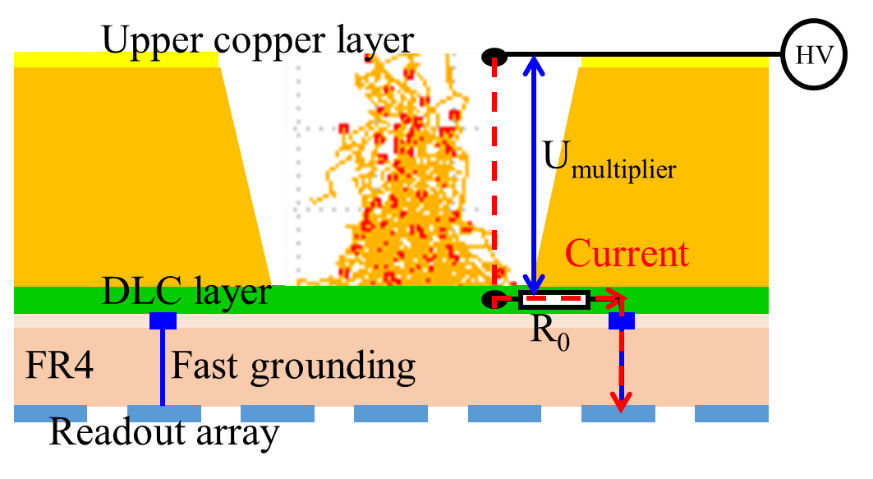 Upper copper layer
HV
U multiplier
Current
DLC layer
R0
FR4
Fast grounding
Readout array